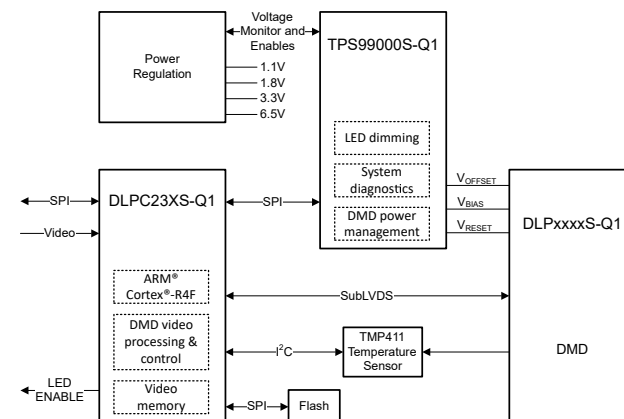 Power
Regulation
Voltage
Monitor and
Enables
1.1V
1.8V
3.3V
6.5V
TPS99000S-Q1
LED dimming
System
diagnostics
DMD power
management
V_OFFSET
V_BIAS
V_RESET
DLPxxxxS-Q1
DMD
SPI
Video
DLPC23XS-Q1
SPI
ARM®
Cortex®-R4F
DMD video
processing &
control
Video
memory
LED
ENABLE
SubLVDS
I²C
TMP411
Temperature
Sensor
SPI
Flash